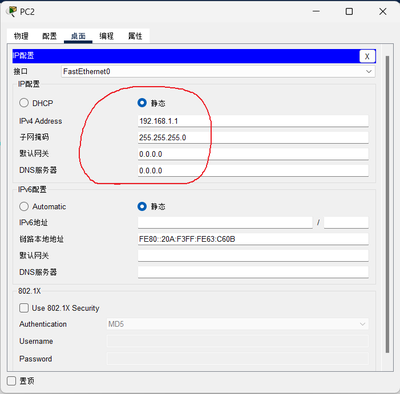 PC2
物理 配置 桌面 编程 属性
IP配置 X
接口 FastEthernet0
IP配置
DHCP 静态
IPv4 Address 192.168.1.1
子网掩码 255.255.255.0
默认网关 0.0.0.0
DNS服务器 0.0.0.0
IPv6配置
Automatic 静态
IPv6地址 /
链路本地地址 FE80::20A:F3FF:FE63:C60B
默认网关
DNS服务器
802.1X
Use 802.1X Security
Authentication MD5
Username
Password
置顶